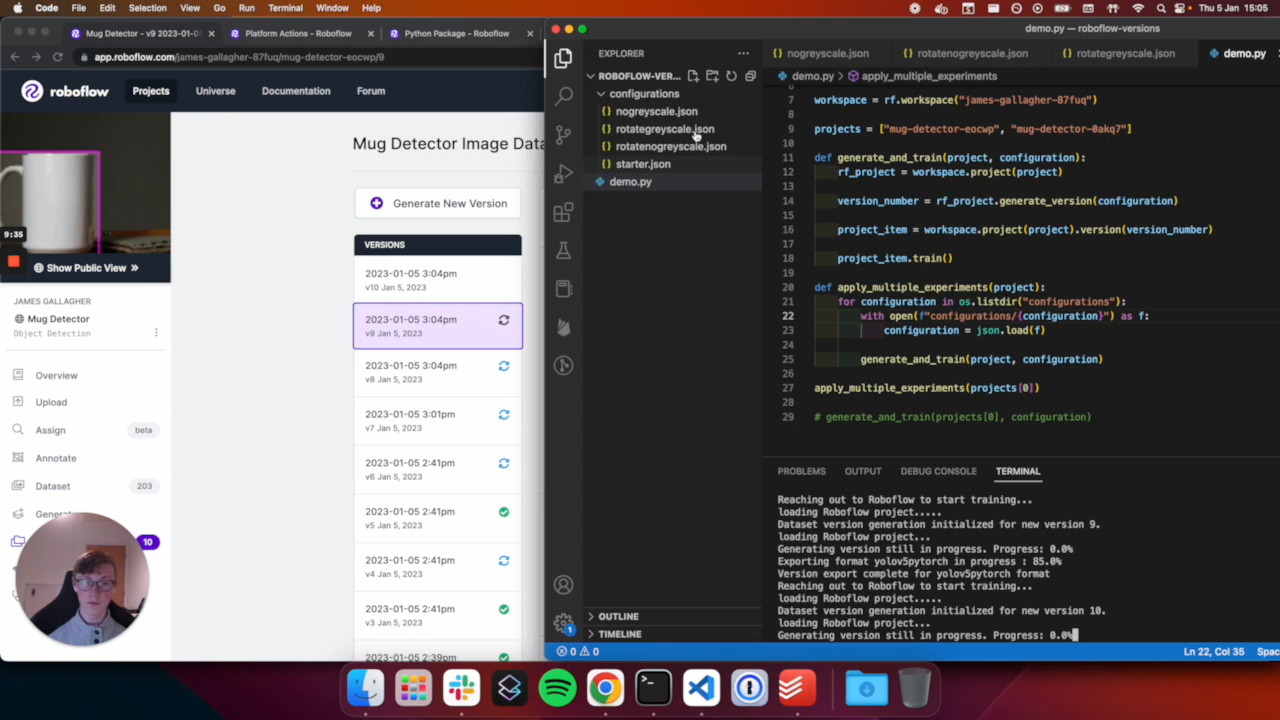 Code File Edit Selection View Go Run Terminal Window Help
Thu 5 Jan 15:05
Mug Detector - v9 2023-01-0
Platform Actions - Roboflow
Python Package - Roboflow
app.roboflow.com/james-gallagher-87fuq/mug-detector-eocwp/9
roboflow Projects Universe Documentation Forum
9:35
Show Public View »
JAMES GALLAGHER
Mug Detector
Object Detection
Overview
Upload
Assign beta
Annotate
Dataset 203
Genera
10
Mug Detector Image Data
Generate New Version
VERSIONS
2023-01-05 3:04pm
v10 Jan 5, 2023
2023-01-05 3:04pm
v9 Jan 5, 2023
2023-01-05 3:04pm
v8 Jan 5, 2023
2023-01-05 3:01pm
v7 Jan 5, 2023
2023-01-05 2:41pm
v6 Jan 5, 2023
2023-01-05 2:41pm
v5 Jan 5, 2023
2023-01-05 2:41pm
v4 Jan 5, 2023
2023-01-05 2:41pm
v3 Jan 5, 2023
2023-01-05 2:39pm
demo.py — roboflow-versions
EXPLORER
ROBOFLOW-VER...
configurations
{} nogreyscale.json
{} rotategreyscale.json
{} rotatenogreyscale.json
{} starter.json
demo.py
OUTLINE
TIMELINE
{} nogreyscale.json {} rotatenogreyscale.json {} rotategreyscale.json demo.py
demo.py > apply_multiple_experiments
7 workspace = rf.workspace("james-gallagher-87fuq")
8
9 projects = ["mug-detector-eocwp", "mug-detector-0akq7"]
10
11 def generate_and_train(project, configuration):
12 rf_project = workspace.project(project)
13
14 version_number = rf_project.generate_version(configuration)
15
16 project_item = workspace.project(project).version(version_number)
17
18 project_item.train()
19
20 def apply_multiple_experiments(project):
21 for configuration in os.listdir("configurations"):
22 with open(f"configurations/{configuration}") as f:
23 configuration = json.load(f)
24
25 generate_and_train(project, configuration)
26
27 apply_multiple_experiments(projects[0])
28
29 # generate_and_train(projects[0], configuration)
PROBLEMS OUTPUT DEBUG CONSOLE TERMINAL
Reaching out to Roboflow to start training...
loading Roboflow project.....
Dataset version generation initialized for new version 9.
loading Roboflow project...
Generating version still in progress. Progress: 0.0%
Exporting format yolov5pytorch in progress : 85.0%
Version export complete for yolov5pytorch format
Reaching out to Roboflow to start training...
loading Roboflow project.....
Dataset version generation initialized for new version 10.
loading Roboflow project...
Generating version still in progress. Progress: 0.0%
1
0 0 Ln 22, Col 35 Spac